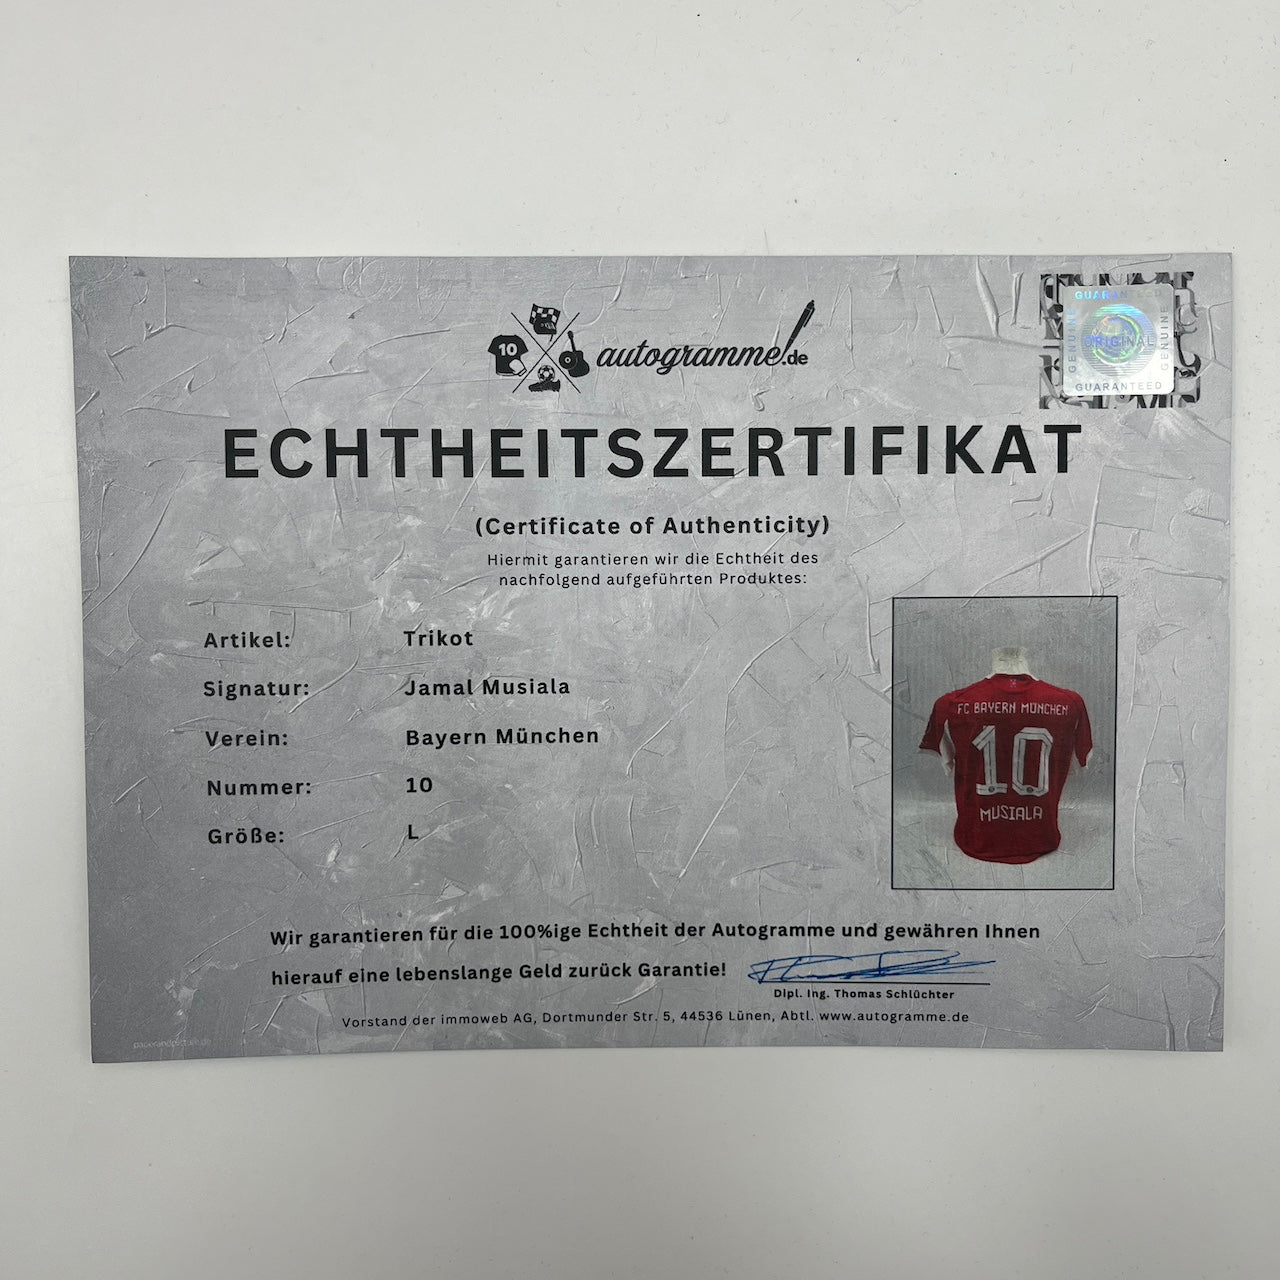 10
autogramme.de
GUARANTEED
GENUINE
ORIGINAL
GENUINE
GUARANTEED
ECHTHEITSZERTIFIKAT
(Certificate of Authenticity)
Hiermit garantieren wir die Echtheit des
nachfolgend aufgeführten Produktes:
Artikel: Trikot
Signatur: Jamal Musiala
Verein: Bayern München
Nummer: 10
Größe: L
FC BAYERN MÜNCHEN
10
MUSIALA
Wir garantieren für die 100%ige Echtheit der Autogramme und gewähren Ihnen
hierauf eine lebenslange Geld zurück Garantie!
Dipl. Ing. Thomas Schlüchter
Vorstand der immoweb AG, Dortmunder Str. 5, 44536 Lünen, Abtl. www.autogramme.de